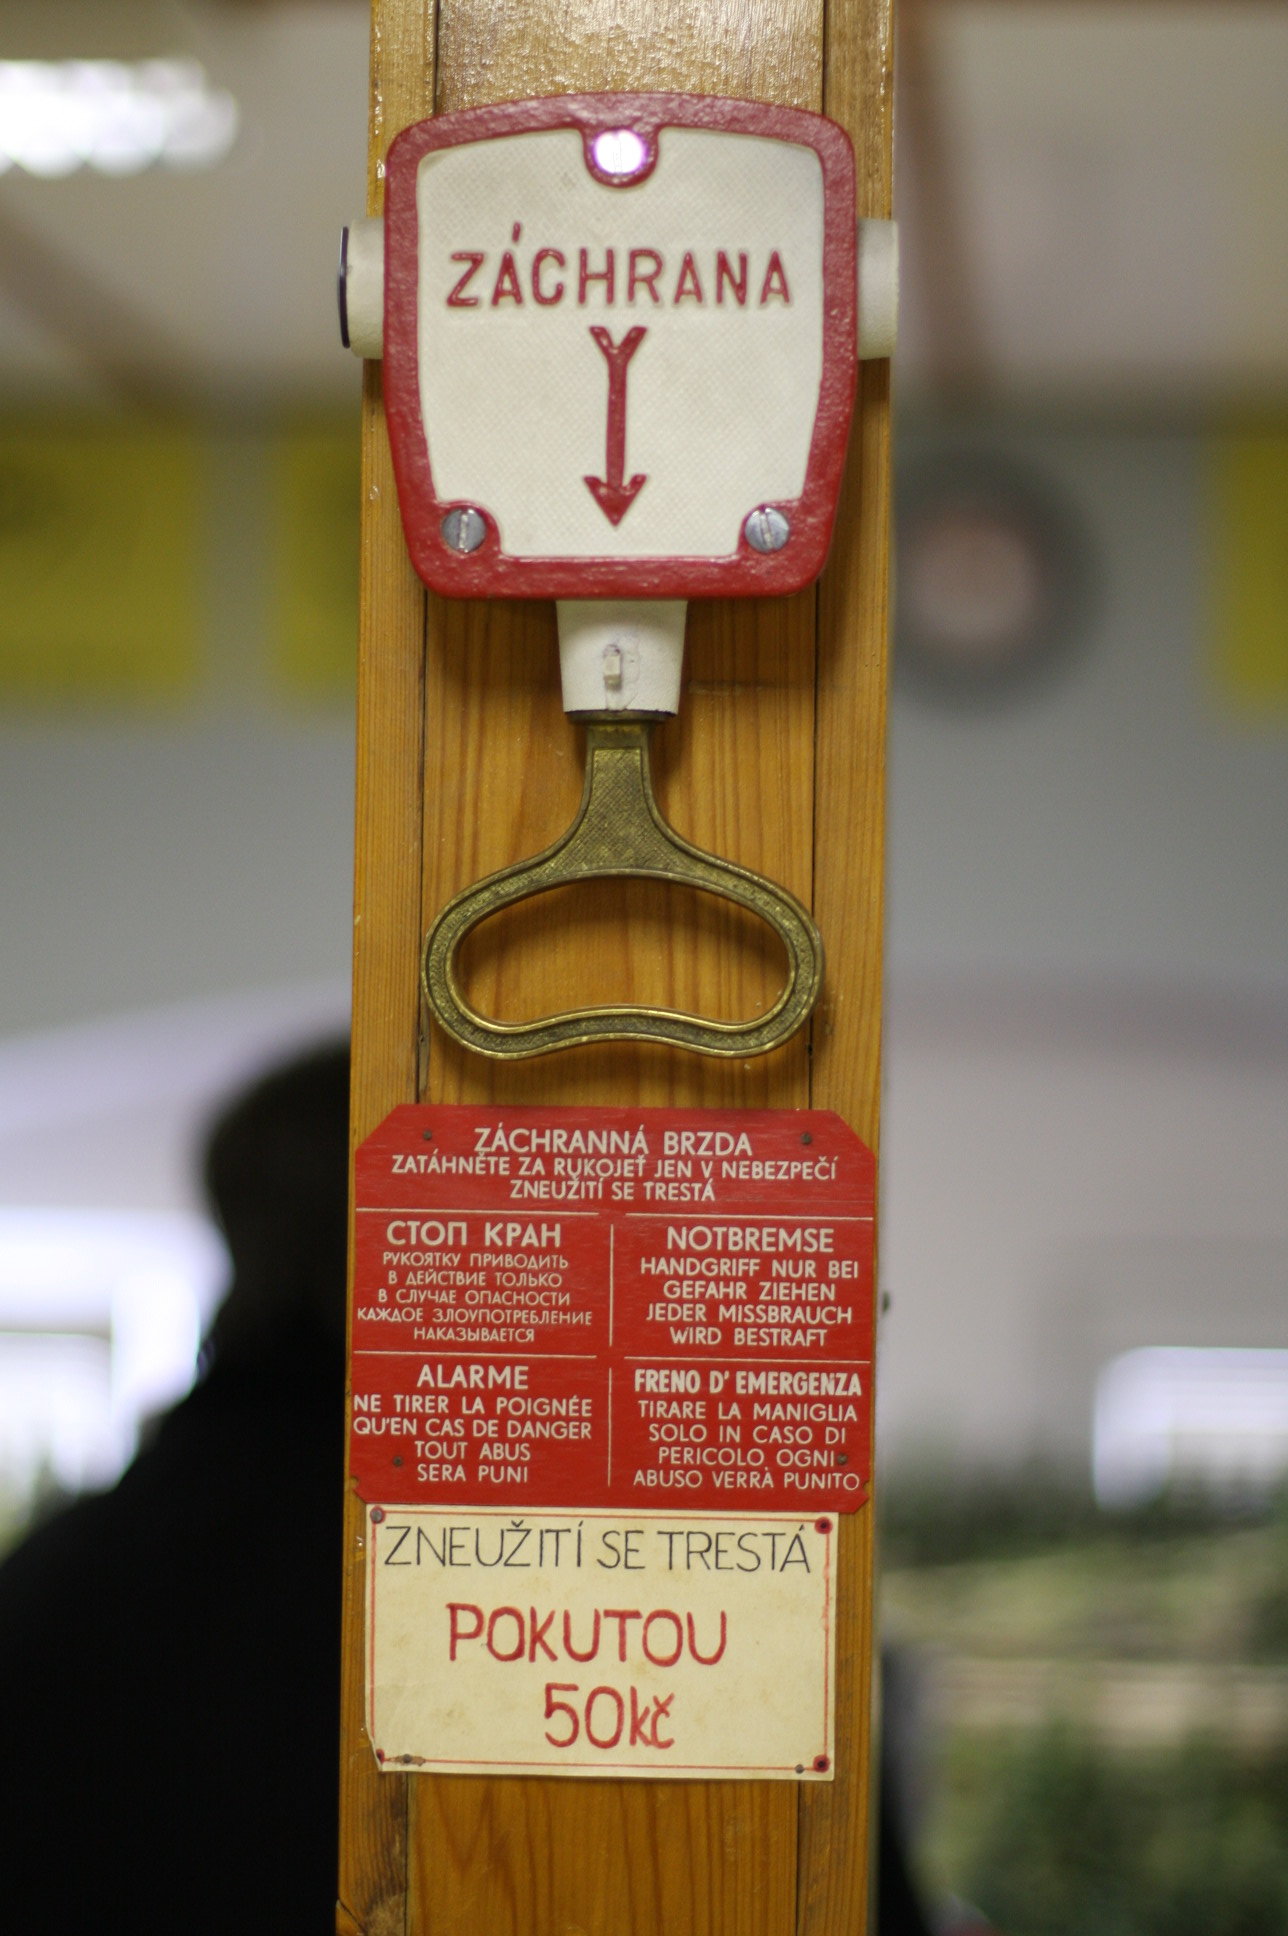 ZÁCHRANA
ZÁCHRANNÁ BRZDA
ZATÁHNĚTE ZA RUKOJEŤ JEN V NEBEZPEČÍ
ZNEUŽITÍ SE TRESTÁ
СТОП КРАН
РУКОЯТКУ ПРИВОДИТЬ
В ДЕЙСТВИЕ ТОЛЬКО
В СЛУЧАЕ ОПАСНОСТИ
КАЖДОЕ ЗЛОУПОТРЕБЛЕНИЕ
НАКАЗЫВАЕТСЯ
NOTBREMSE
HANDGRIFF NUR BEI
GEFAHR ZIEHEN
JEDER MISSBRAUCH
WIRD BESTRAFT
ALARME
NE TIRER LA POIGNÉE
QU'EN CAS DE DANGER
TOUT ABUS
SERA PUNI
FRENO D' EMERGENZA
TIRARE LA MANIGLIA
SOLO IN CASO DI
PERICOLO OGNI
ABUSO VERRÀ PUNITO
ZNEUŽITÍ SE TRESTÁ
POKUTOU
50kč